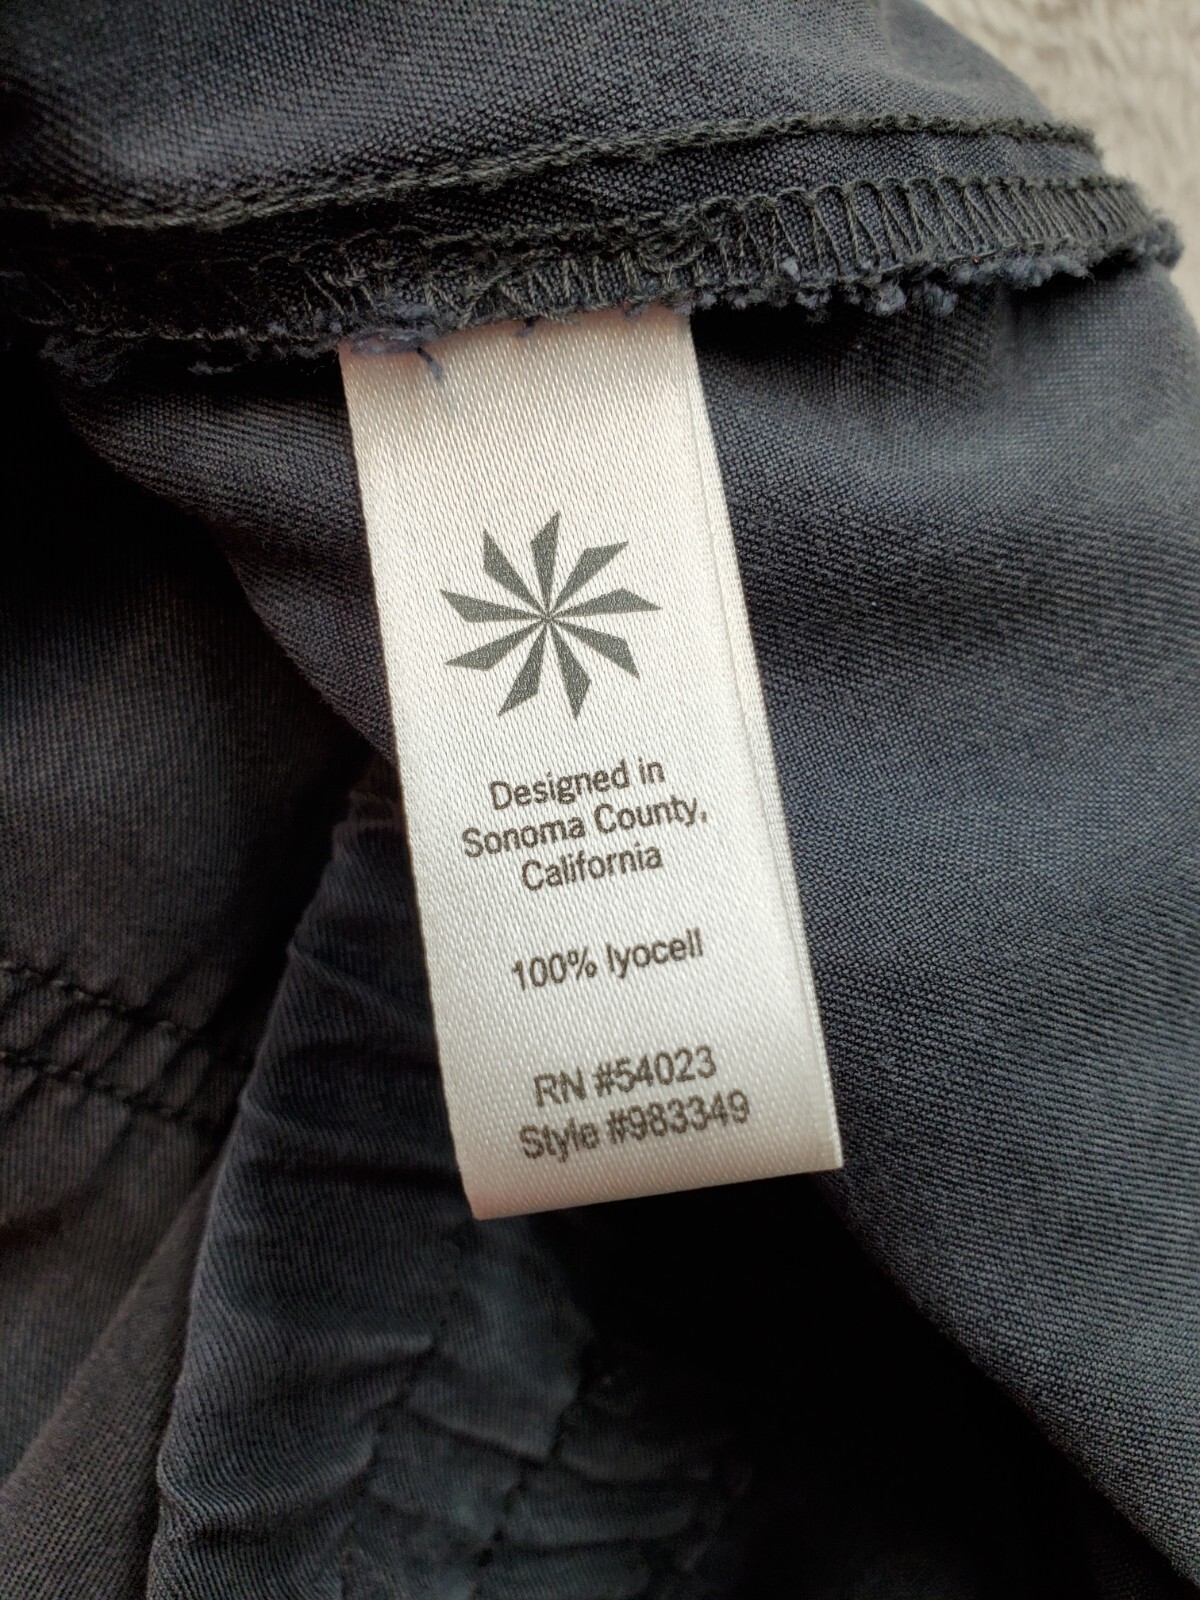 Designed in
Sonoma County,
California
100% lyocell
RN #54023
Style #983349